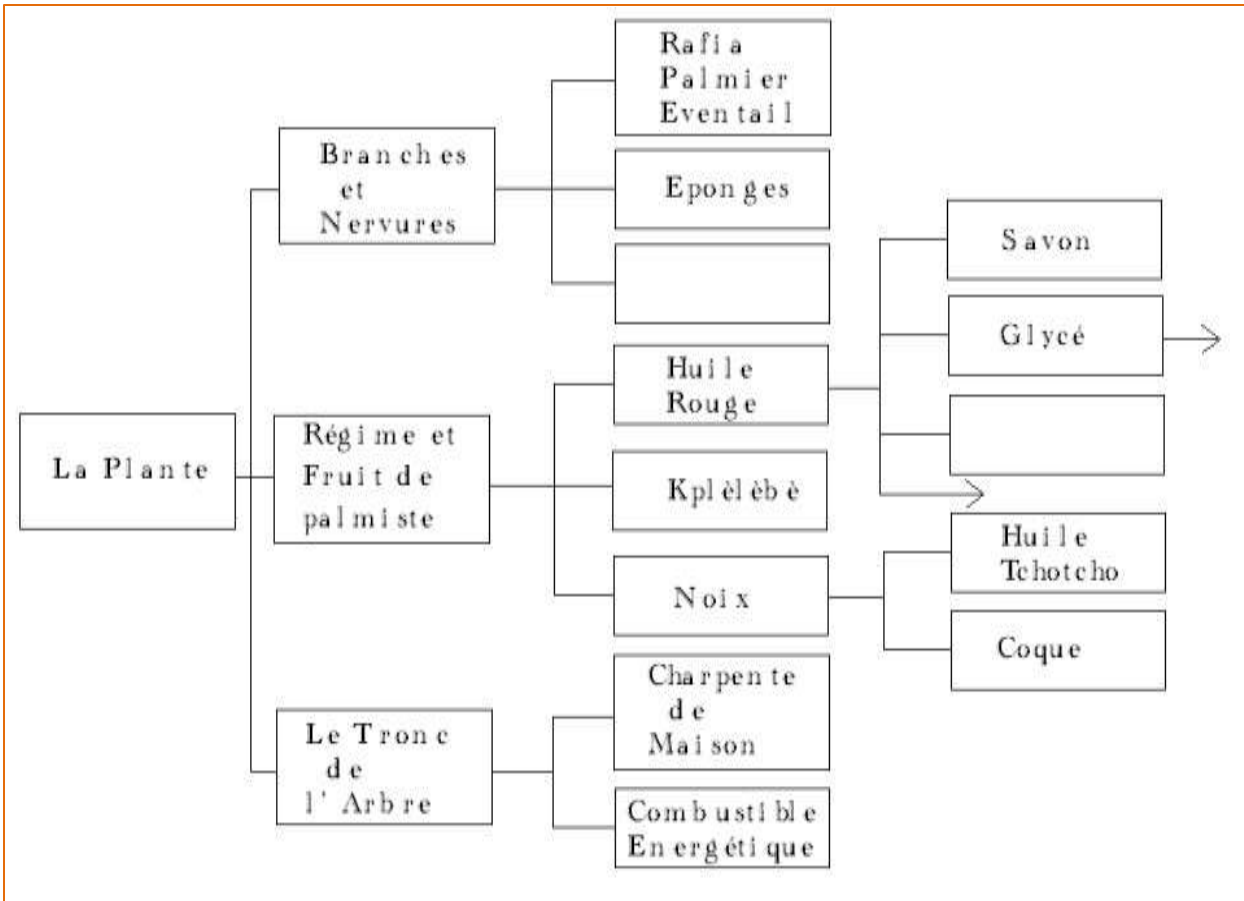 La Plante
Branches
et
Nervures
Régime et
Fruit de
palmiste
Le Tronc
de
l' Arbre
Rafia
Palmier
Eventail
Eponges
Huile
Rouge
Kplèlèbè
Noix
Charpente
de
Maison
Combustible
Energétique
Savon
Glycé
Huile
Tchotcho
Coque